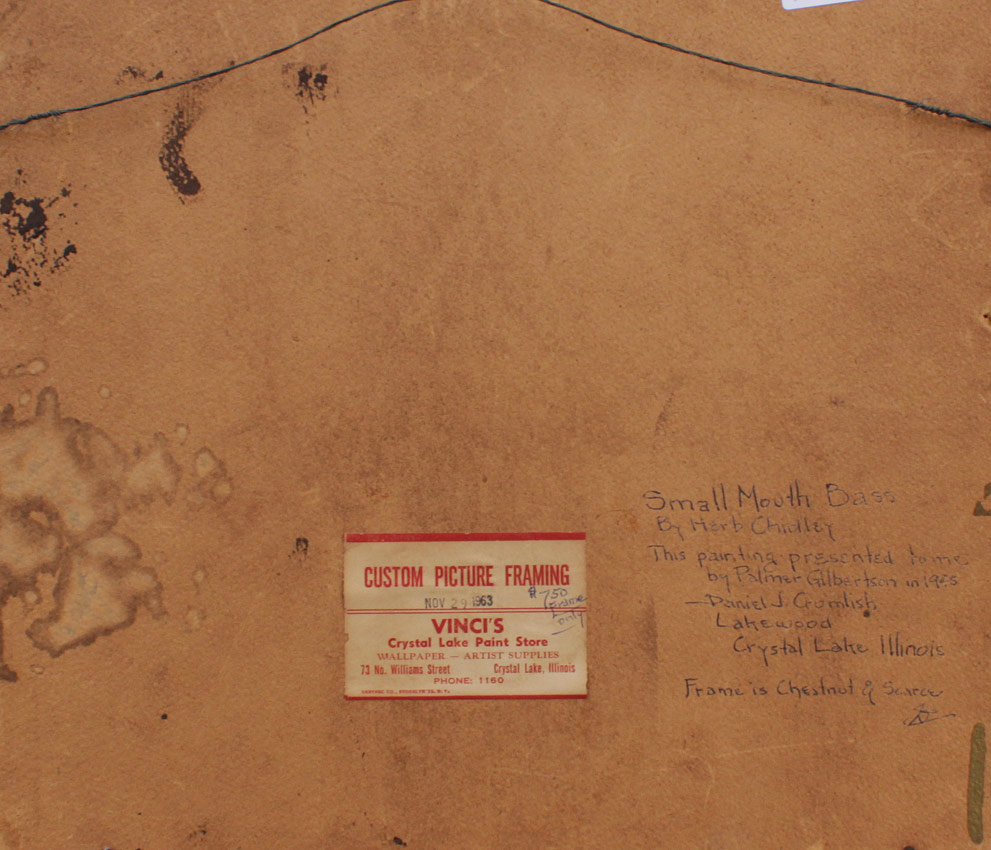 CUSTOM PICTURE FRAMING
NOV 29 1963
$750
Frame
only
VINCI'S
Crystal Lake Paint Store
WALLPAPER — ARTIST SUPPLIES
73 No. Williams Street Crystal Lake, Illinois
PHONE: 1160
Small Mouth Bass
By Herb Chidley
This painting presented to me
by Palmer Gilbertson in 1955
—Daniel J. Crumlish
Lakewood
Crystal Lake Illinois
Frame is Chestnut & Scarce